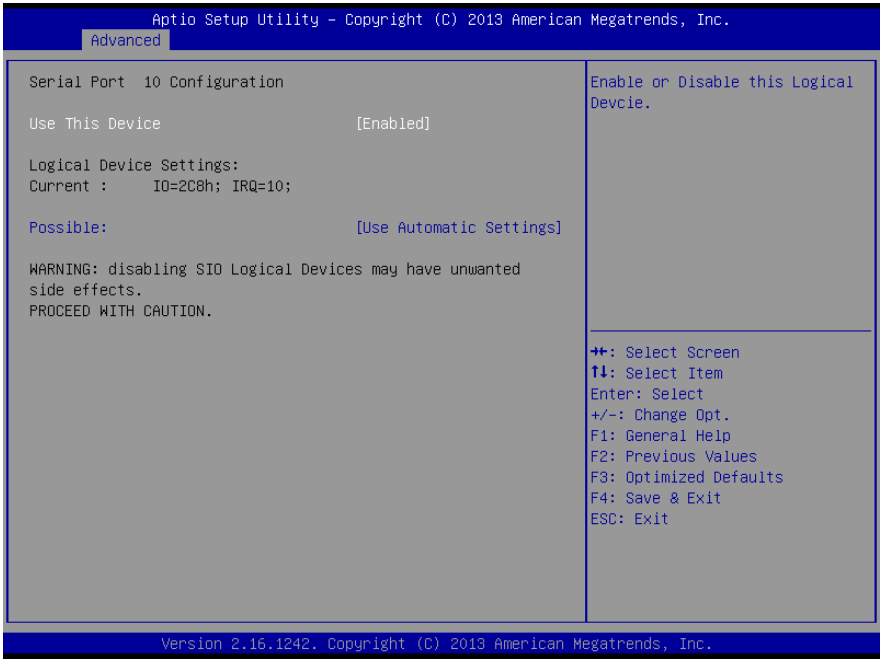 Aptio Setup Utility – Copyright (C) 2013 American Megatrends, Inc.
Advanced
Serial Port  10 Configuration
Use This Device [Enabled]
Logical Device Settings:
Current : IO=2C8h; IRQ=10;
Possible: [Use Automatic Settings]
WARNING: disabling SIO Logical Devices may have unwanted
side effects.
PROCEED WITH CAUTION.
Enable or Disable this Logical
Devcie.
→←: Select Screen
↑↓: Select Item
Enter: Select
+/-: Change Opt.
F1: General Help
F2: Previous Values
F3: Optimized Defaults
F4: Save & Exit
ESC: Exit
Version 2.16.1242. Copyright (C) 2013 American Megatrends, Inc.